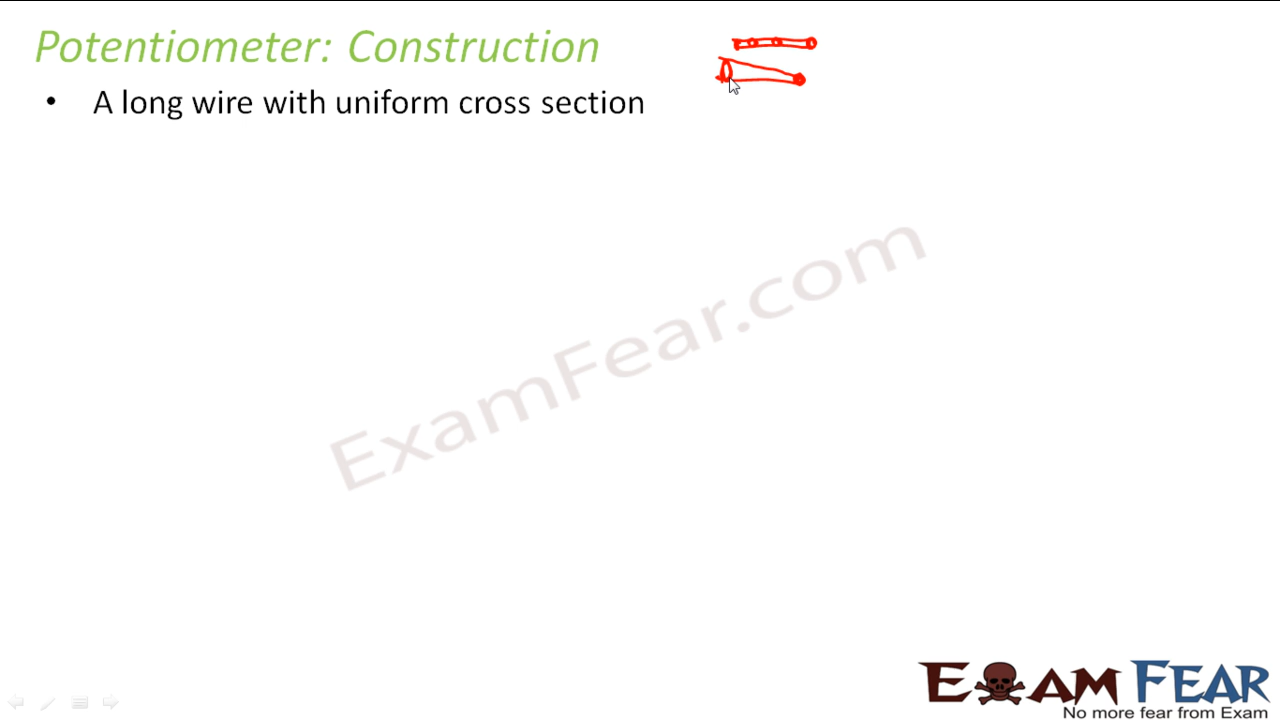 Potentiometer: Construction
• A long wire with uniform cross section
ExamFear.com
EXAM FEAR
No more fear from Exam